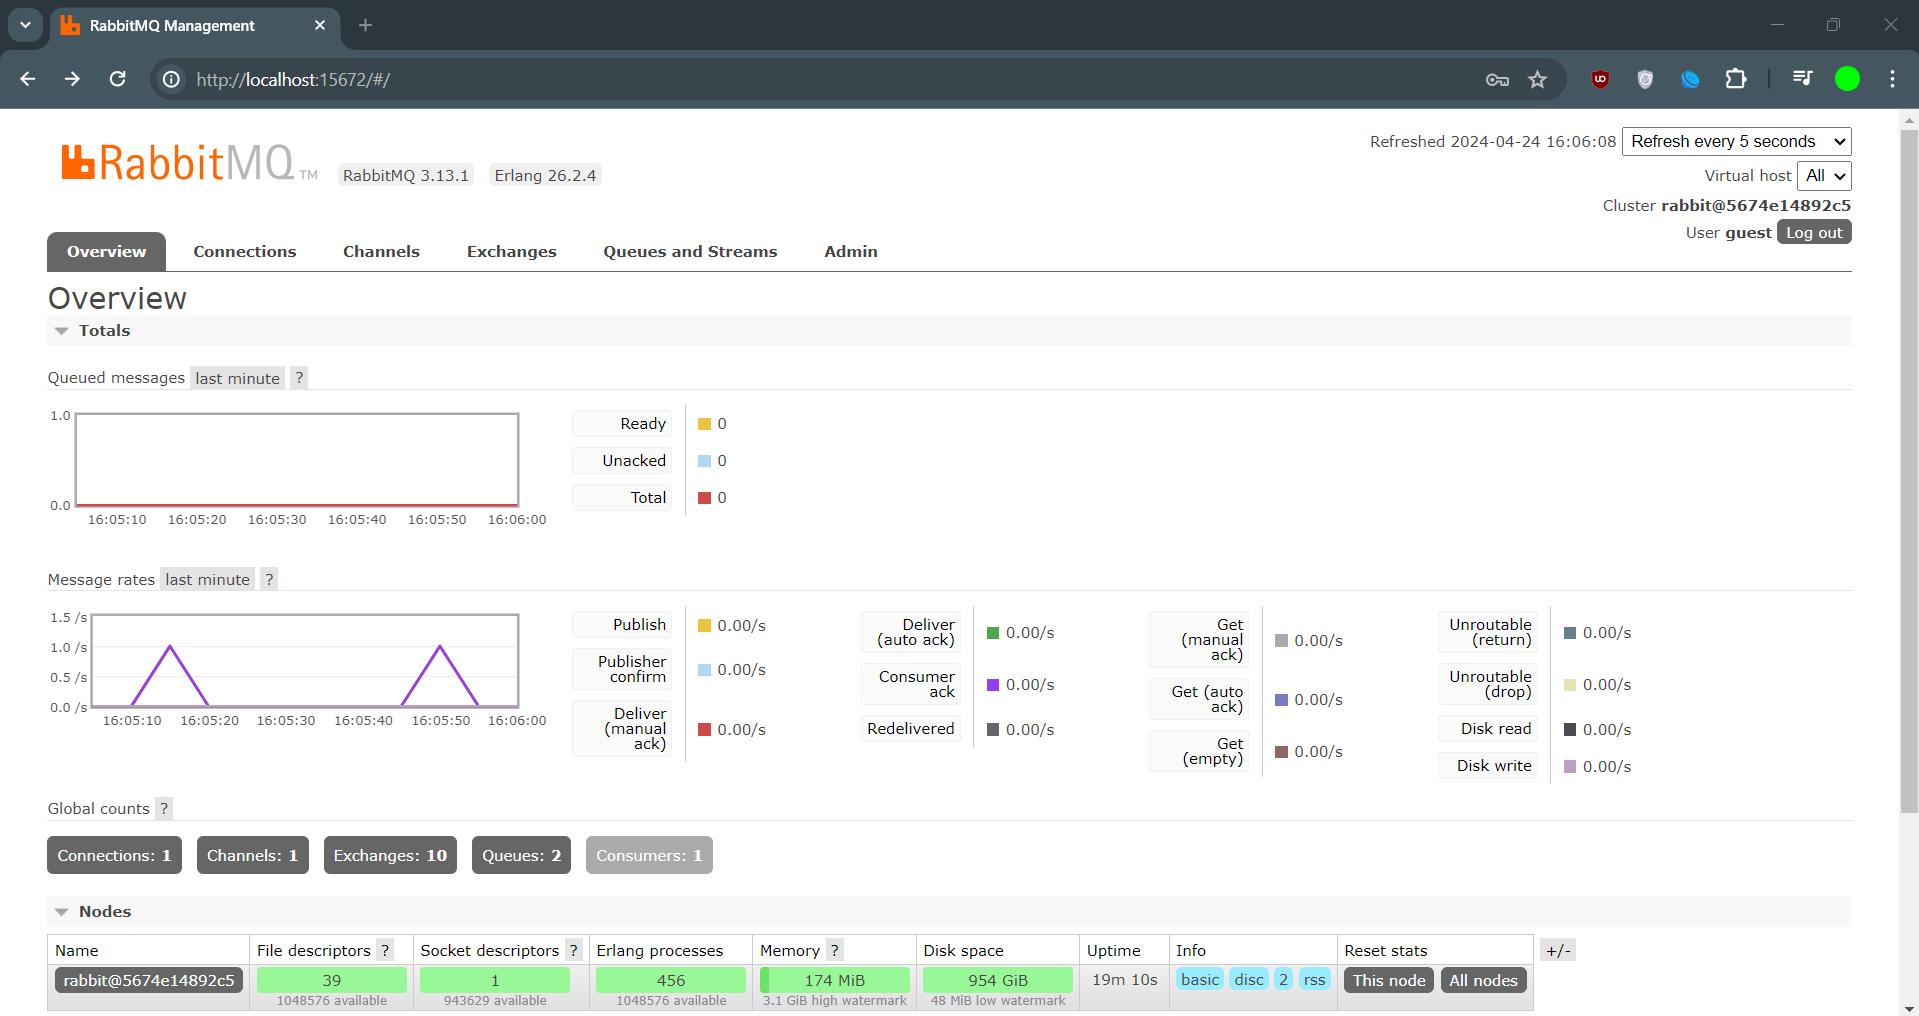 RabbitMQ Management
http://localhost:15672/#/
RabbitMQ TM
RabbitMQ 3.13.1
Erlang 26.2.4
Refreshed 2024-04-24 16:06:08
Refresh every 5 seconds
Virtual host
All
Cluster rabbit@5674e14892c5
User guest
Log out
Overview
Connections
Channels
Exchanges
Queues and Streams
Admin
Overview
Totals
Queued messages last minute ?
1.0
0.0
16:05:10 16:05:20 16:05:30 16:05:40 16:05:50 16:06:00
Ready 0
Unacked 0
Total 0
Message rates last minute ?
1.5 /s
1.0 /s
0.5 /s
0.0 /s
16:05:10 16:05:20 16:05:30 16:05:40 16:05:50 16:06:00
Publish 0.00/s
Publisher
confirm 0.00/s
Deliver
(manual
ack) 0.00/s
Deliver
(auto ack) 0.00/s
Consumer
ack 0.00/s
Redelivered 0.00/s
Get
(manual
ack) 0.00/s
Get (auto
ack) 0.00/s
Get
(empty) 0.00/s
Unroutable
(return) 0.00/s
Unroutable
(drop) 0.00/s
Disk read 0.00/s
Disk write 0.00/s
Global counts ?
Connections: 1
Channels: 1
Exchanges: 10
Queues: 2
Consumers: 1
Nodes
Name File descriptors ? Socket descriptors ? Erlang processes Memory ? Disk space Uptime Info Reset stats +/-
rabbit@5674e14892c5 39 1 456 174 MiB 954 GiB 19m 10s basic disc 2 rss This node All nodes
1048576 available 943629 available 1048576 available 3.1 GiB high watermark 48 MiB low watermark